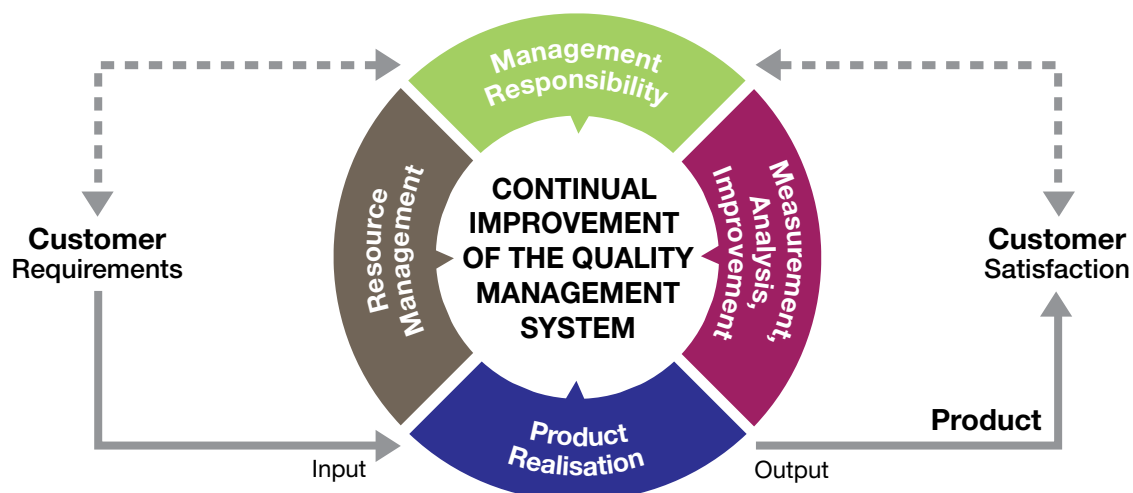 Management
Responsibility
Resource
Management
CONTINUAL
IMPROVEMENT
OF THE QUALITY
MANAGEMENT
SYSTEM
Measurement,
Analysis,
Improvement
Customer
Requirements
Customer
Satisfaction
Product
Product
Realisation
Input
Output